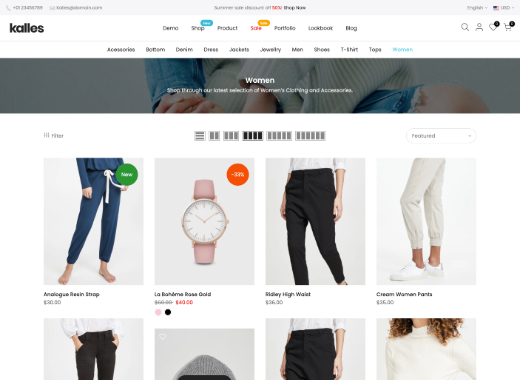 +01 23456789
Kalles@domain.com
Summer sale discount off 50%! Shop Now
English
USD
kalles
Demo
Shop
New
Product
Sale
Portfolio
Lookbook
Blog
0
0
Acessories
Bottom
Denim
Dress
Jackets
Jewelry
Men
Shoes
T-Shirt
Tops
Women
Women
Shop through our latest selection of Women's Clothing and Accessories.
Filter
Featured
New
-33%
Analogue Resin Strap
$30.00
La Bohème Rose Gold
$60.00 $40.00
Ridley High Waist
$36.00
Cream Women Pants
$35.00